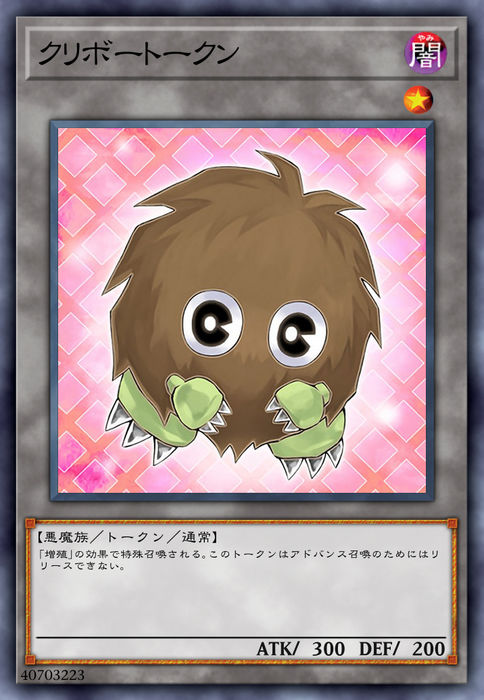 クリボートークン
やみ
闇
【悪魔族／トークン／通常】
「増殖」の効果で特殊召喚される。このトークンはアドバンス召喚のためにはリ
リースできない。
ATK/ 300 DEF/ 200
40703223